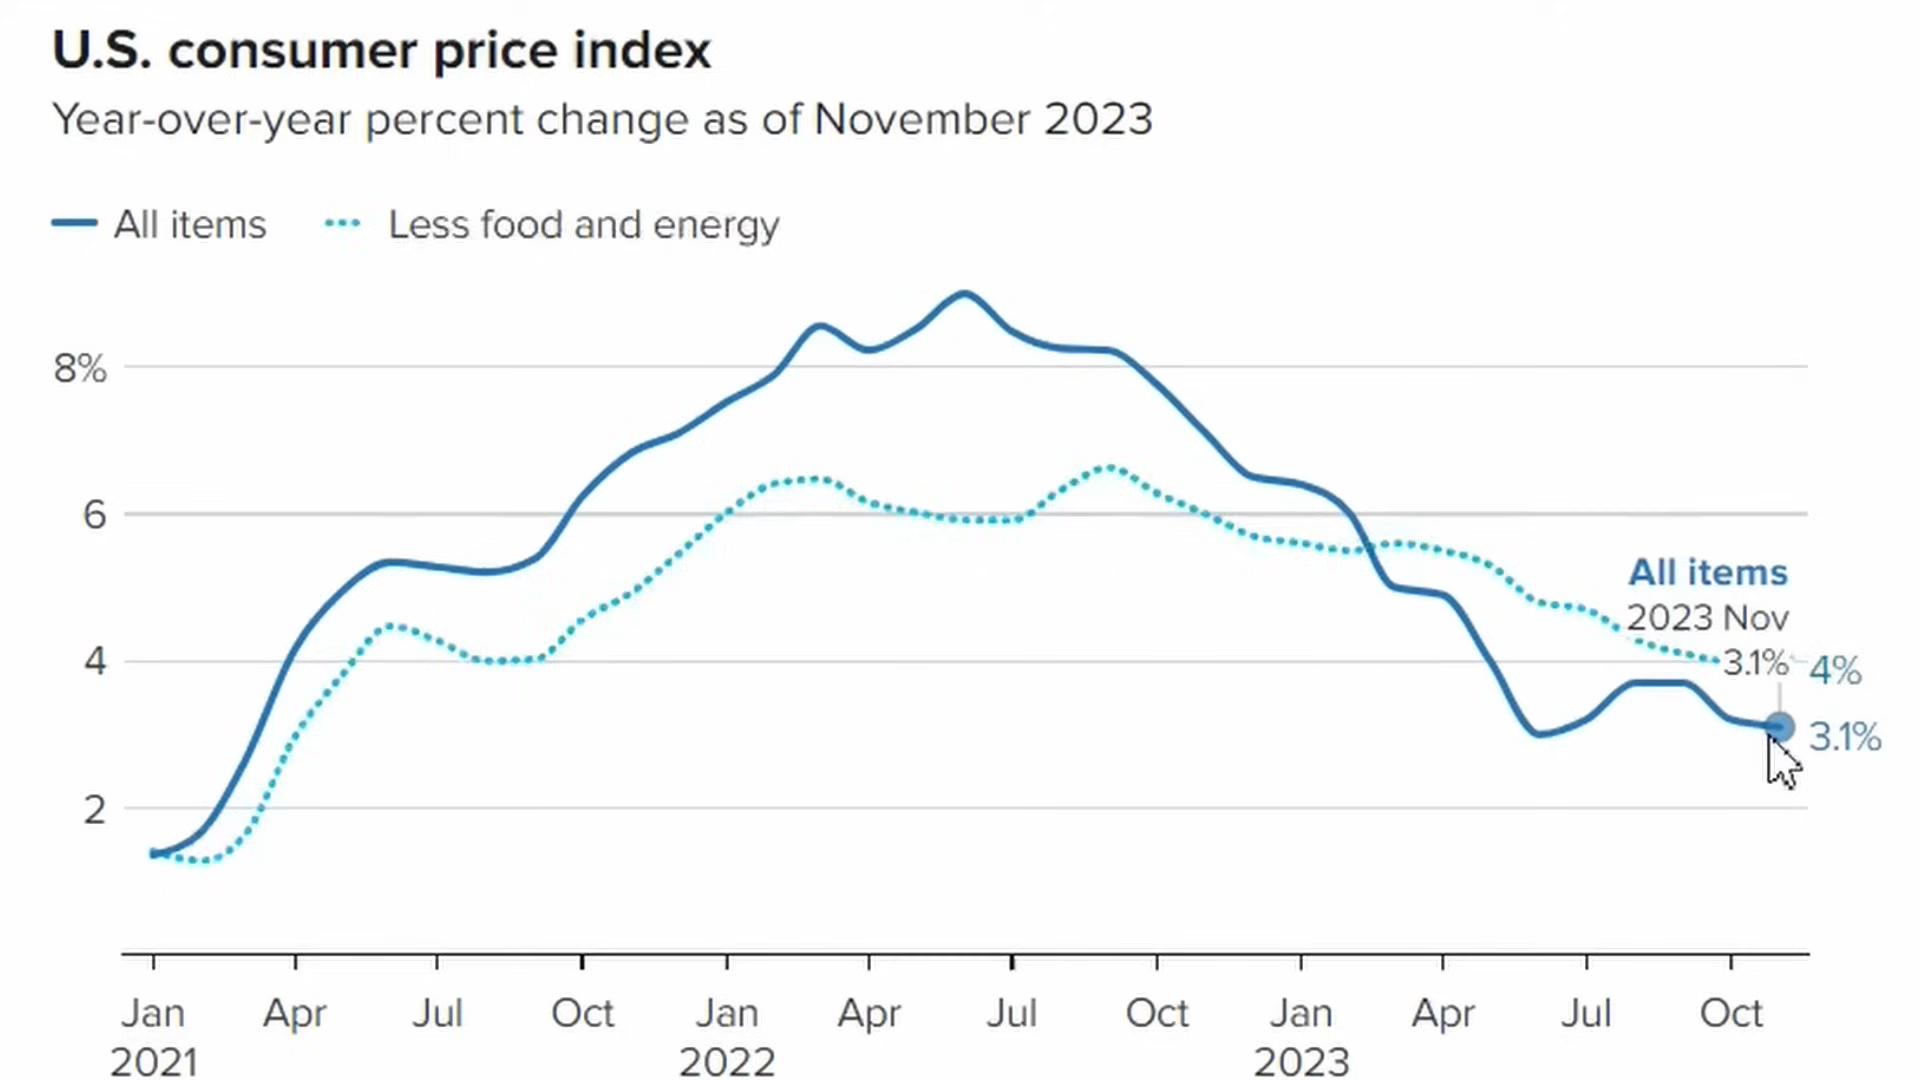 U.S. consumer price index
Year-over-year percent change as of November 2023
All items Less food and energy
8%
6
All items
2023 Nov
4 3.1% 4%
3.1%
2
Jan Apr Jul Oct Jan Apr Jul Oct Jan Apr Jul Oct
2021 2022 2023